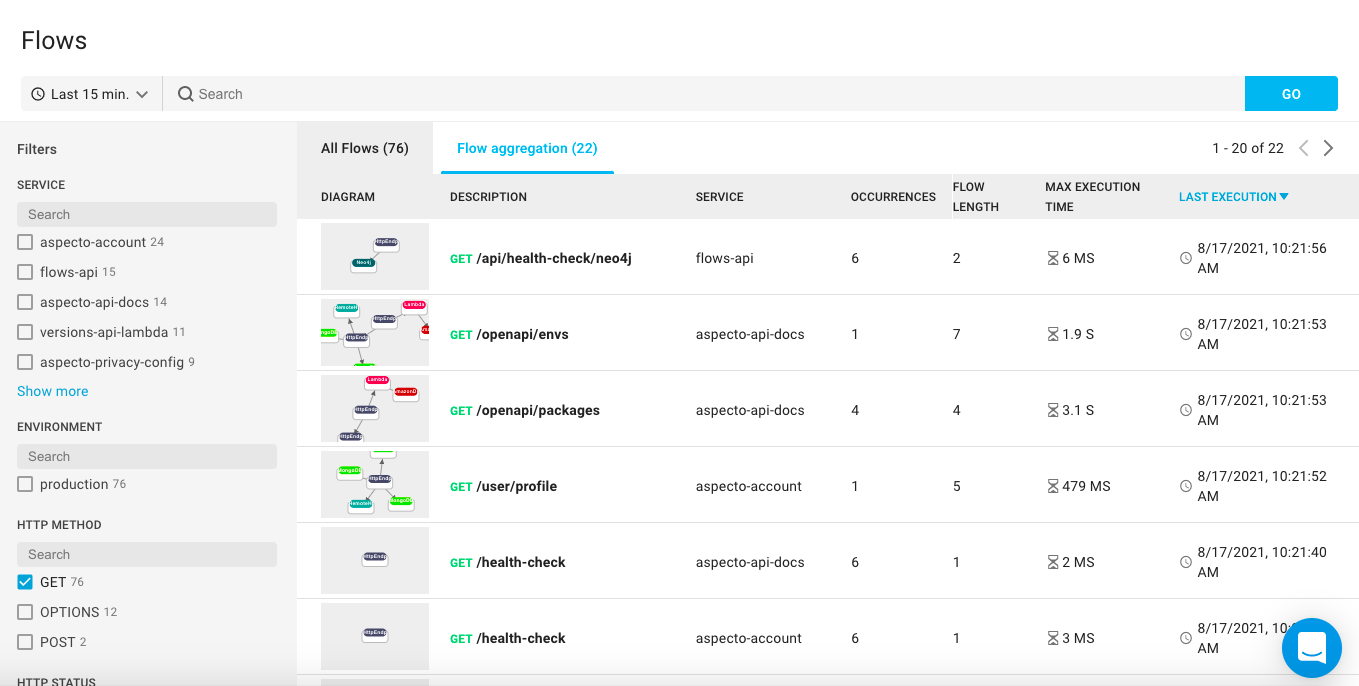 Flows
Last 15 min.
Search
GO
Filters
SERVICE
Search
aspecto-account 24
flows-api 15
aspecto-api-docs 14
versions-api-lambda 11
aspecto-privacy-config 9
Show more
ENVIRONMENT
Search
production 76
HTTP METHOD
Search
GET 76
OPTIONS 12
POST 2
HTTP STATUS
All Flows (76)
Flow aggregation (22)
1 - 20 of 22
DIAGRAM
DESCRIPTION
SERVICE
OCCURRENCES
FLOW
LENGTH
MAX EXECUTION
TIME
LAST EXECUTION
HttpEndp
Neo4j
GET /api/health-check/neo4j
flows-api
6
2
6 MS
8/17/2021, 10:21:56
AM
Lambda
HttpEndp
HttpEndp
GET /openapi/envs
aspecto-api-docs
1
7
1.9 S
8/17/2021, 10:21:53
AM
Lambda
HttpEndp
HttpEndp
GET /openapi/packages
aspecto-api-docs
4
4
3.1 S
8/17/2021, 10:21:53
AM
HttpEndp
GET /user/profile
aspecto-account
1
5
479 MS
8/17/2021, 10:21:52
AM
HttpEndp
GET /health-check
aspecto-api-docs
6
1
2 MS
8/17/2021, 10:21:40
AM
HttpEndp
GET /health-check
aspecto-account
6
1
3 MS
8/17/2021,
AM